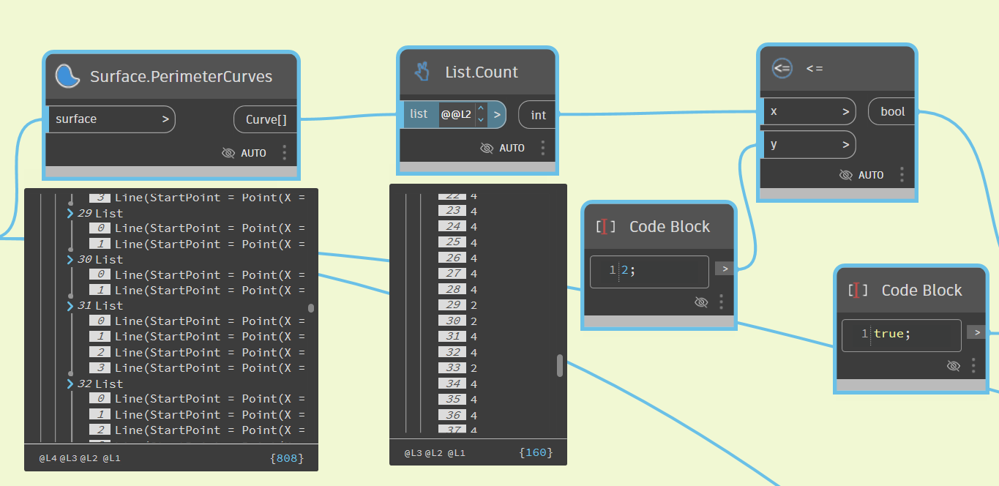 Surface.PerimeterCurves
surface >
Curve[]
AUTO
3 Line(StartPoint = Point(X =
29 List
0 Line(StartPoint = Point(X =
1 Line(StartPoint = Point(X =
30 List
0 Line(StartPoint = Point(X =
1 Line(StartPoint = Point(X =
31 List
0 Line(StartPoint = Point(X =
1 Line(StartPoint = Point(X =
2 Line(StartPoint = Point(X =
3 Line(StartPoint = Point(X =
32 List
0 Line(StartPoint = Point(X =
1 Line(StartPoint = Point(X =
2 Line(StartPoint = Point(X =
@L4 @L3 @L2 @L1 {808}
List.Count
list @@L2 >
int
AUTO
22 4
23 4
24 4
25 4
26 4
27 4
28 4
29 2
30 2
31 4
32 4
33 2
34 4
35 4
36 4
37 4
@L3 @L2 @L1 {160}
[I] Code Block
1 2;
>
<= <=
x >
bool
y >
AUTO
[I] Code Block
1 true;
>